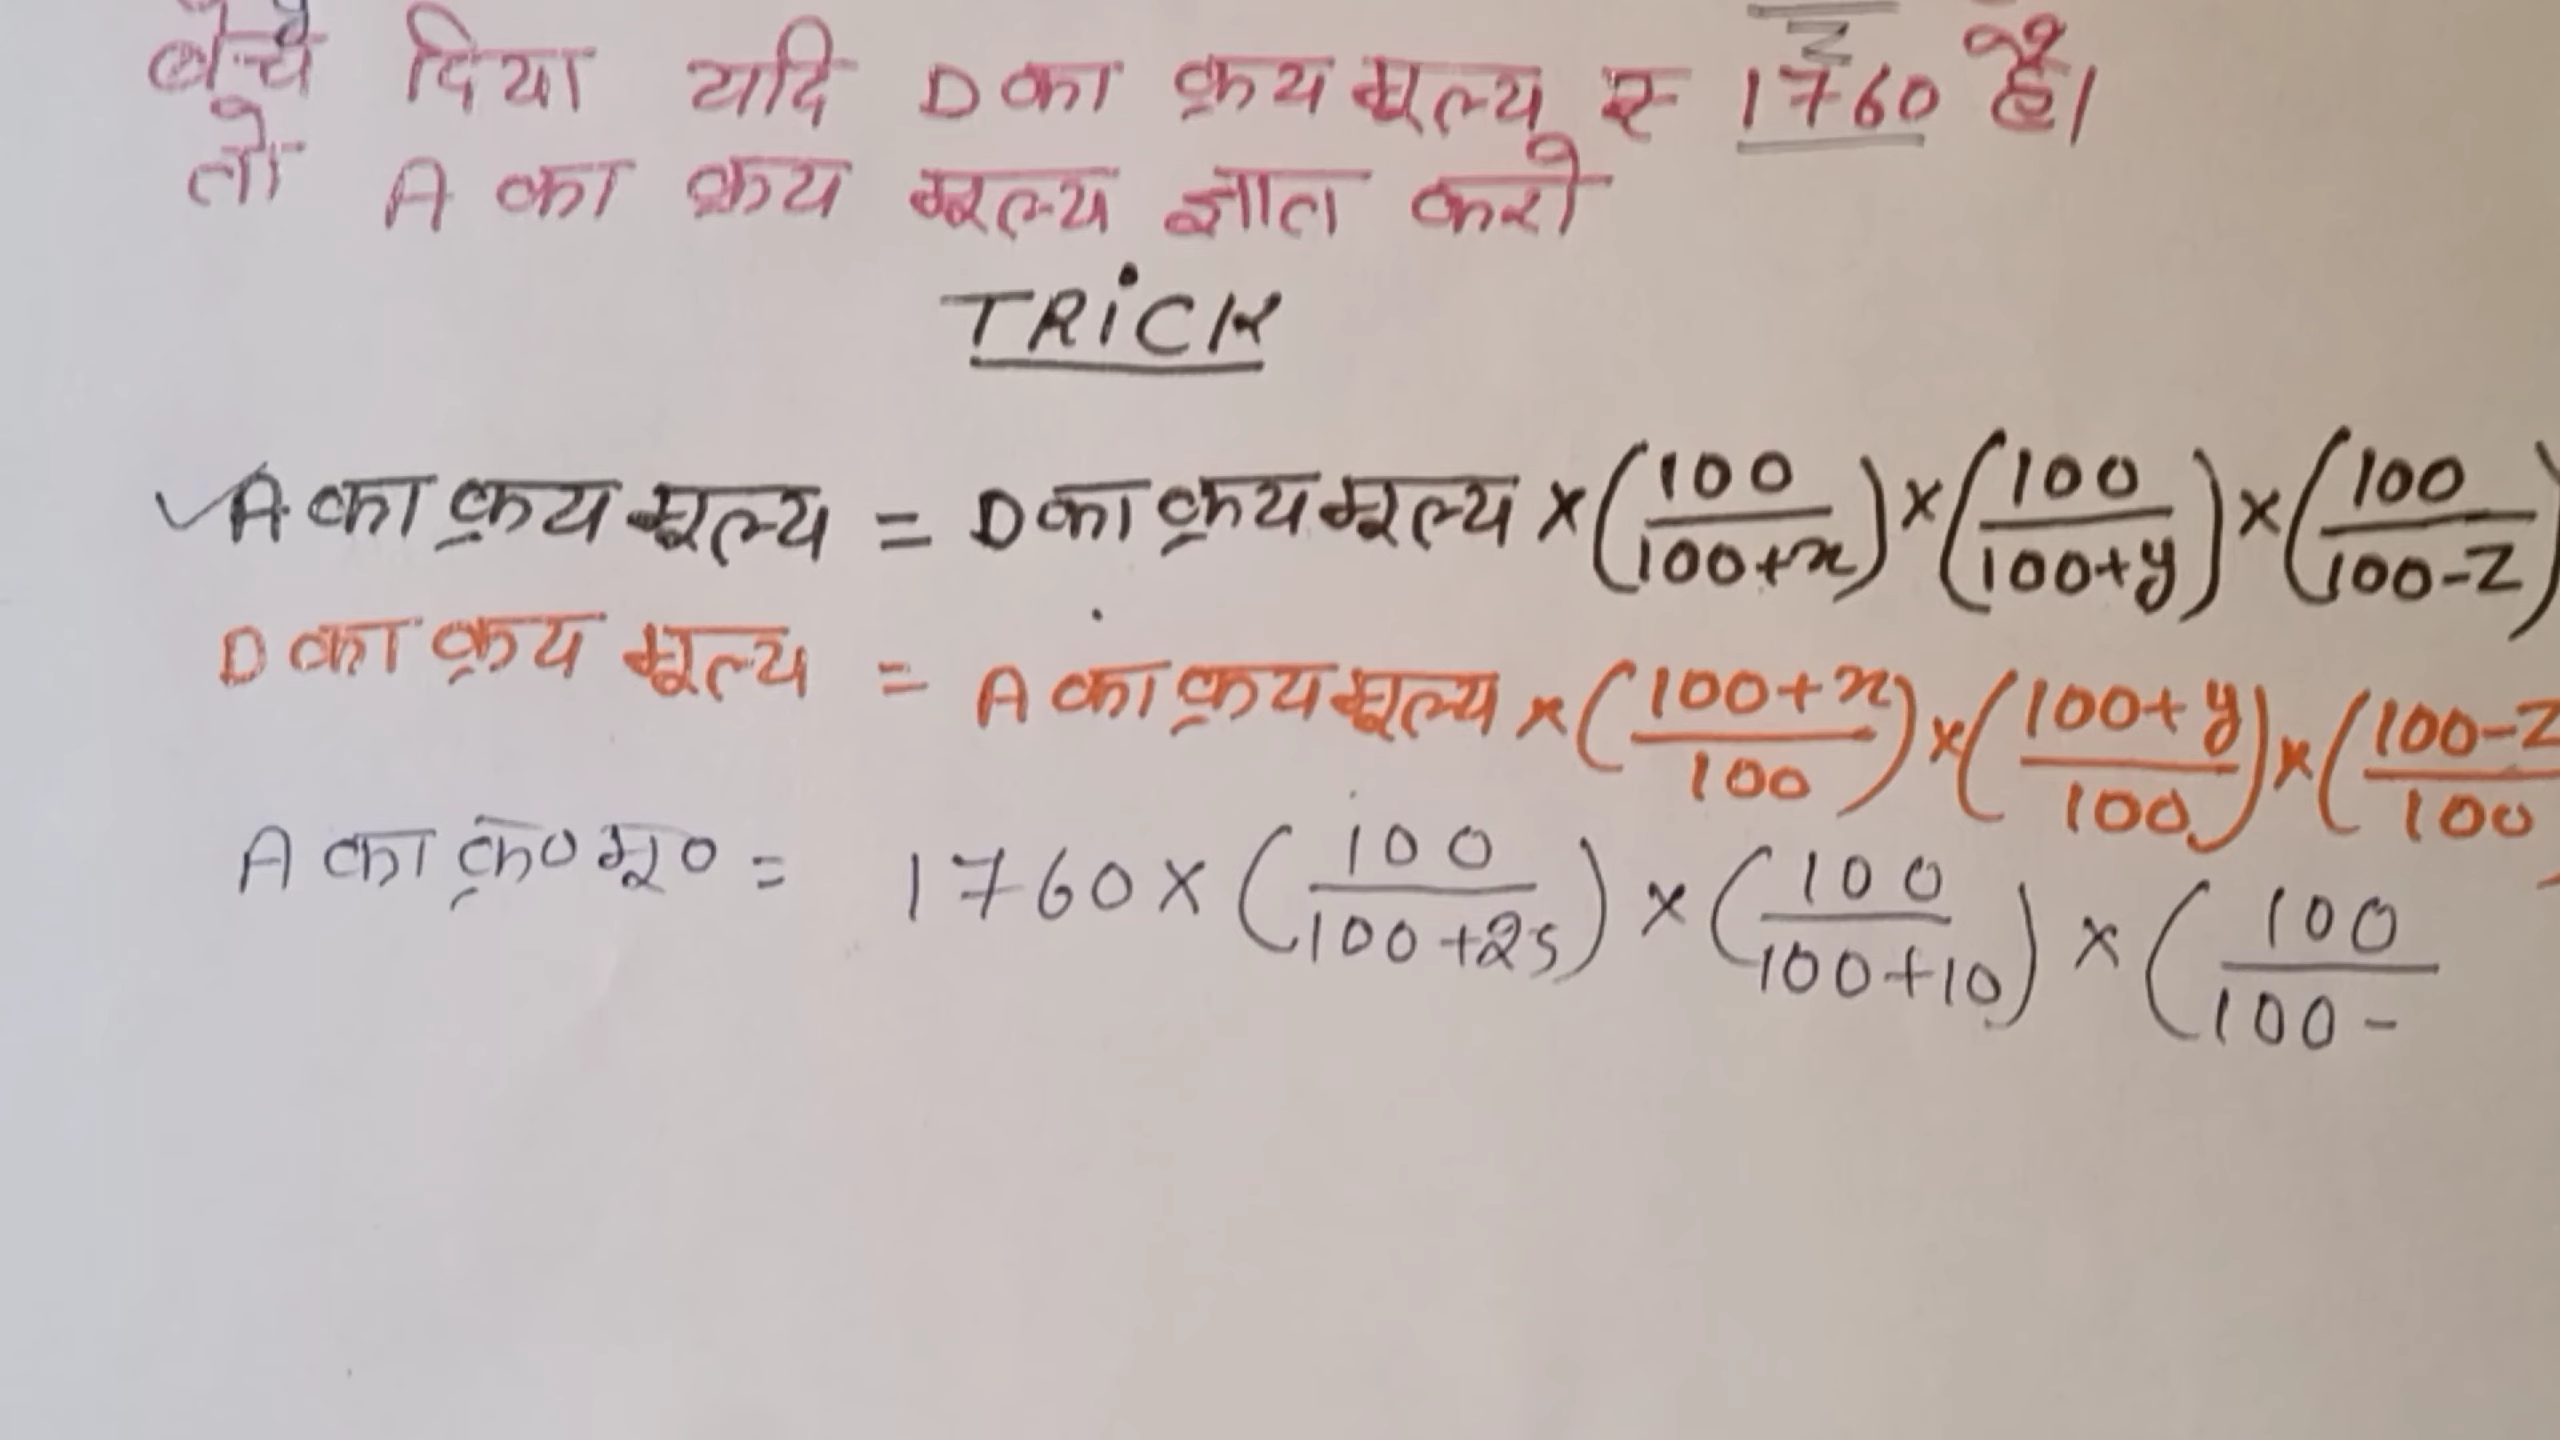 बेच दिया यदि D का क्रय मूल्य रु 1760 है।
तो A का क्रय मूल्य ज्ञात करो
TRiCK
✓A का क्रय मूल्य = D का क्रय मूल्य × (100/100+x) × (100/100+y) × (100/100-Z)
D का क्रय मूल्य = A का क्रय मूल्य × (100+x/100) × (100+y/100) × (100-Z/100
A का क्र० मू० = 1760 × (100/100+25) × (100/100+10) × (100/100-